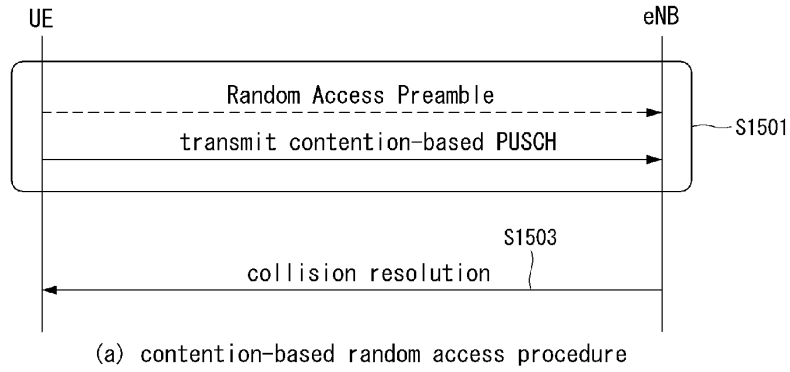 UE eNB
Random Access Preamble
transmit contention-based PUSCH
S1501
S1503
collision resolution
(a) contention-based random access procedure